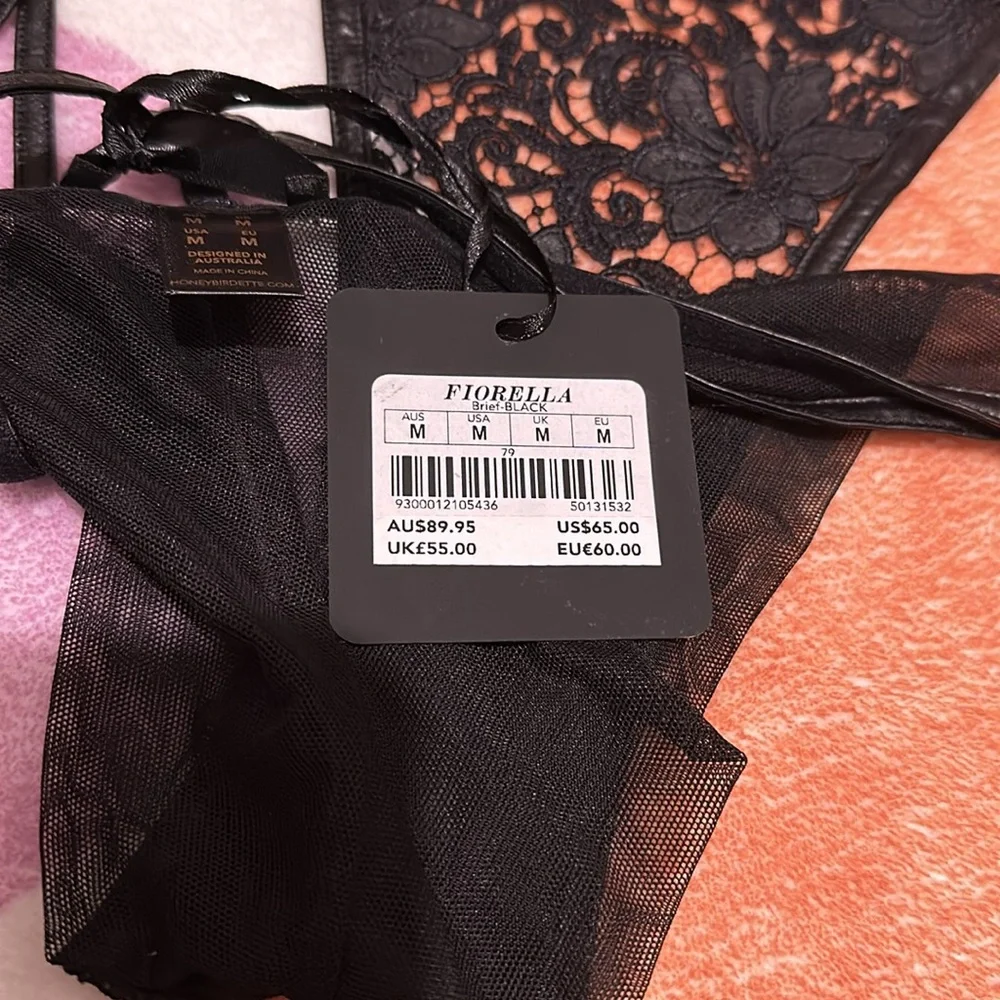 M M
USA EU
M M
DESIGNED IN
AUSTRALIA
MADE IN CHINA
HONEYBIRDETTE.COM
FIORELLA
Brief-BLACK
AUS USA UK EU
M M M M
79
9300012105436 50131532
AU$89.95 US$65.00
UK£55.00 EU€60.00